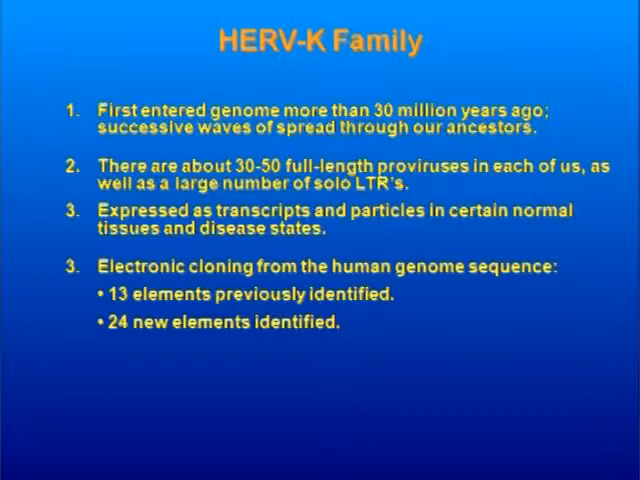 HERV-K Family
1. First entered genome more than 30 million years ago;
successive waves of spread through our ancestors.
2. There are about 30-50 full-length proviruses in each of us, as
well as a large number of solo LTR's.
3. Expressed as transcripts and particles in certain normal
tissues and disease states.
3. Electronic cloning from the human genome sequence:
• 13 elements previously identified.
• 24 new elements identified.